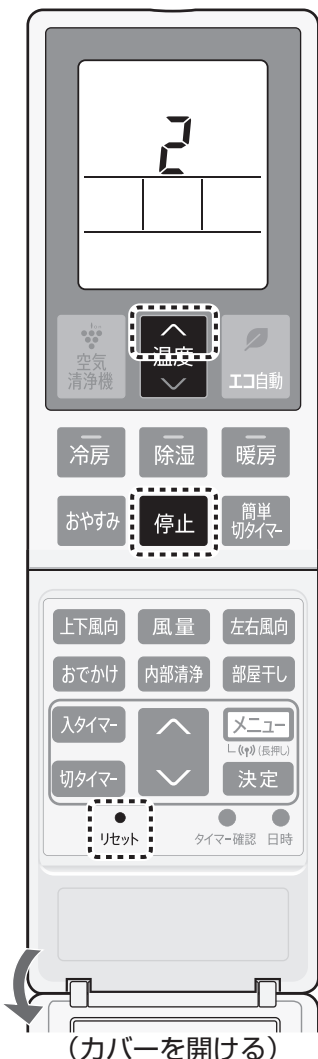 2
空気
清浄機
温度
エコ自動
冷房
除湿
暖房
おやすみ
停止
簡単
切タイマー
上下風向
風量
左右風向
おでかけ
内部清浄
部屋干し
入タイマー
メニュー
(長押し)
切タイマー
決定
リセット
タイマー確認
日時
(カバーを開ける)